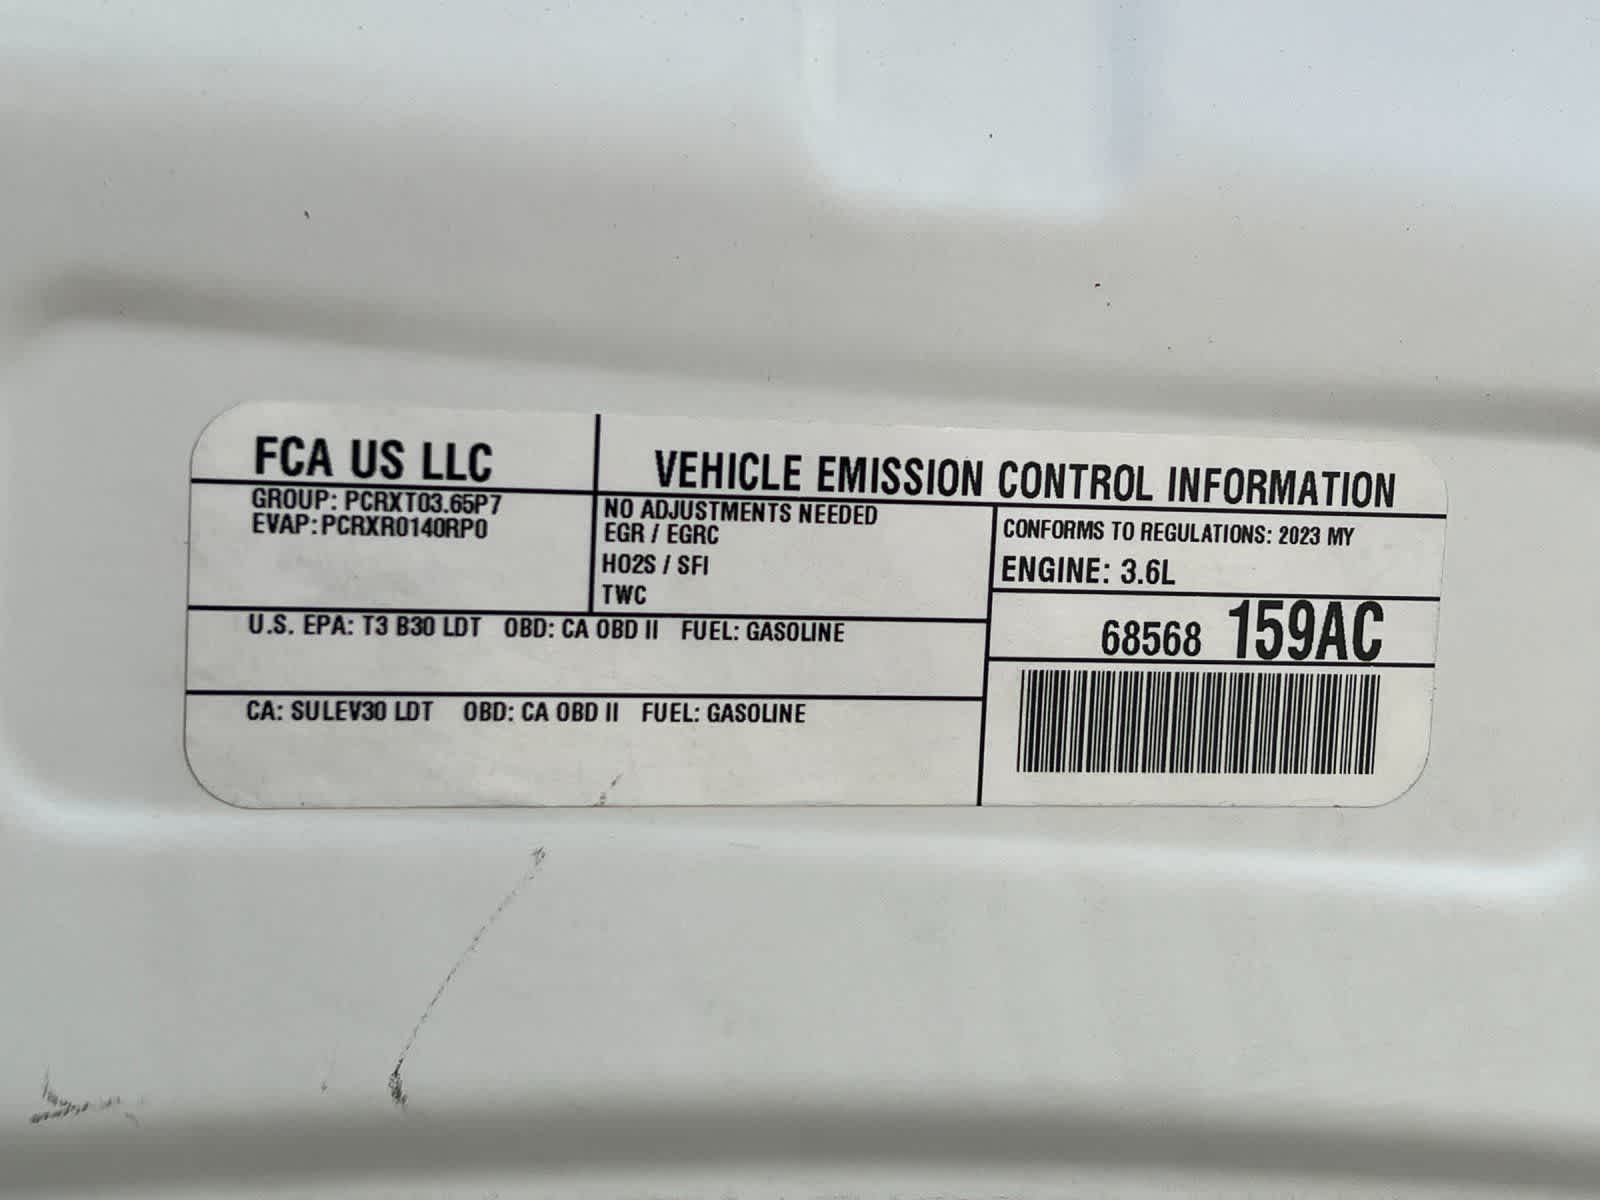 FCA US LLC
VEHICLE EMISSION CONTROL INFORMATION
GROUP: PCRXT03.65P7
EVAP: PCRXR0140RP0
NO ADJUSTMENTS NEEDED
EGR / EGRC
HO2S / SFI
TWC
CONFORMS TO REGULATIONS: 2023 MY
ENGINE: 3.6L
68568 159AC
U.S. EPA: T3 B30 LDT OBD: CA OBD II FUEL: GASOLINE
CA: SULEV30 LDT OBD: CA OBD II FUEL: GASOLINE